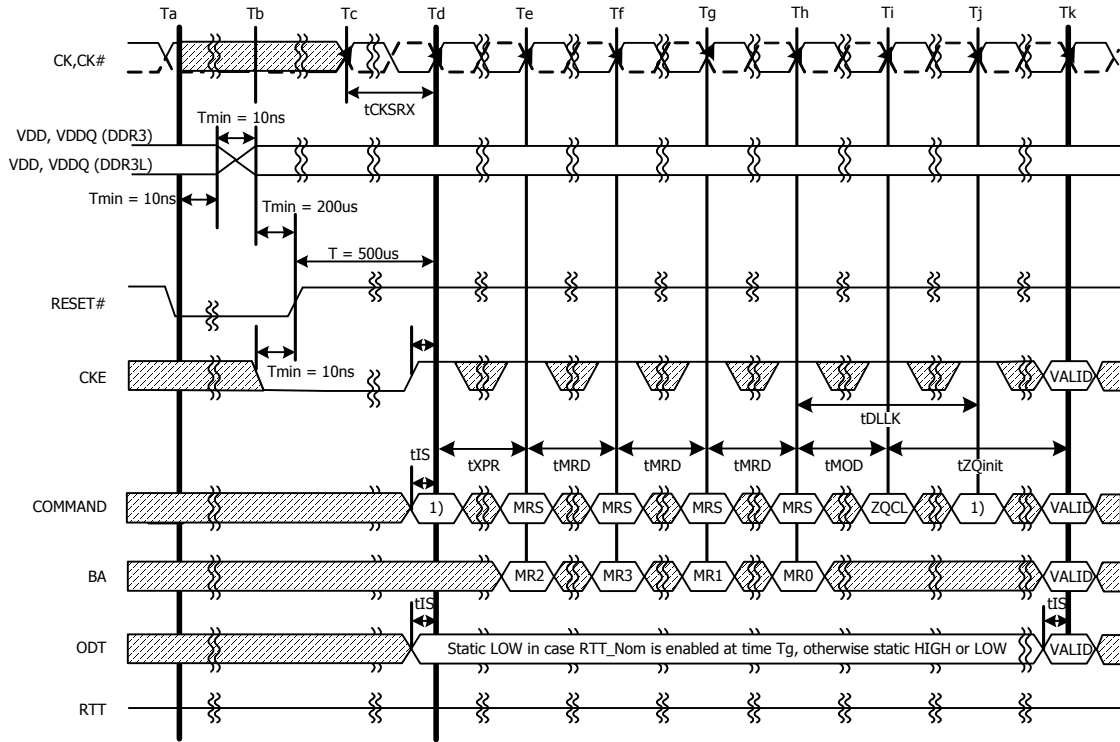 Ta Tb Tc Td Te Tf Tg Th Ti Tj Tk
CK,CK#
tCKSRX
Tmin = 10ns
VDD, VDDQ (DDR3)
VDD, VDDQ (DDR3L)
Tmin = 10ns
Tmin = 200us
T = 500us
RESET#
Tmin = 10ns
CKE
VALID
tDLLK
tIS
tXPR tMRD tMRD tMRD tMOD tZQinit
COMMAND 1) MRS MRS MRS MRS ZQCL 1) VALID
BA MR2 MR3 MR1 MR0 VALID
tIS tIS
ODT Static LOW in case RTT_Nom is enabled at time Tg, otherwise static HIGH or LOW VALID
RTT